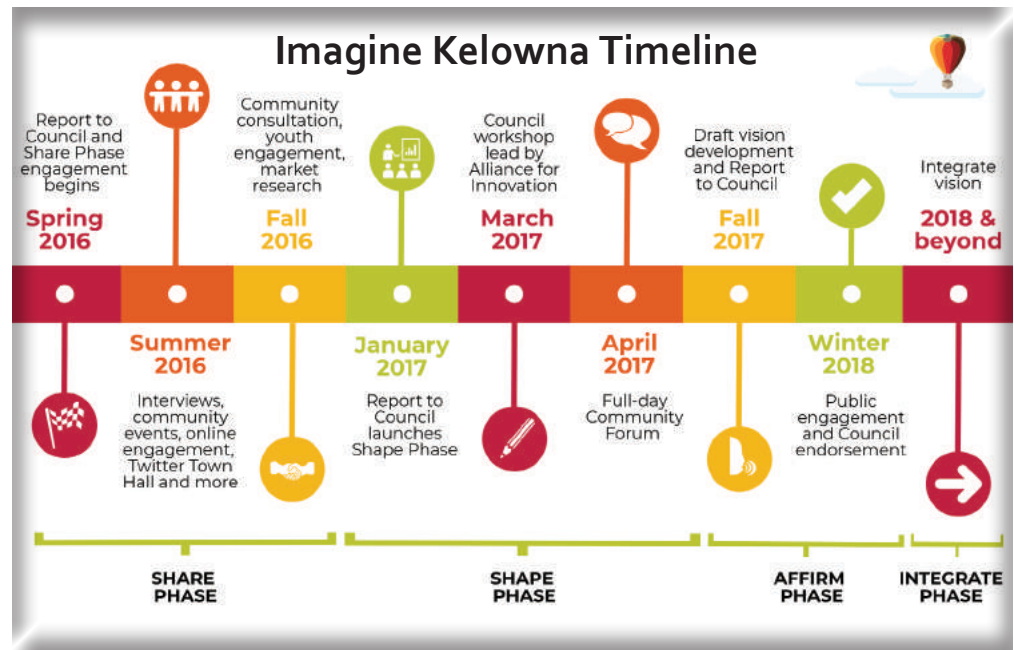 Imagine Kelowna Timeline
Report to
Council and
Share Phase
engagement
begins
Spring
2016
Summer
2016
Interviews,
community
events, online
engagement,
Twitter Town
Hall and more
Community
consultation,
youth
engagement,
market
research
Fall
2016
January
2017
Report to
Council
launches
Shape Phase
Council
workshop
lead by
Alliance for
Innovation
March
2017
April
2017
Full-day
Community
Forum
Draft vision
development
and Report
to Council
Fall
2017
Winter
2018
Public
engagement
and Council
endorsement
Integrate
vision
2018 &
beyond
SHARE
PHASE
SHAPE
PHASE
AFFIRM
PHASE
INTEGRATE
PHASE